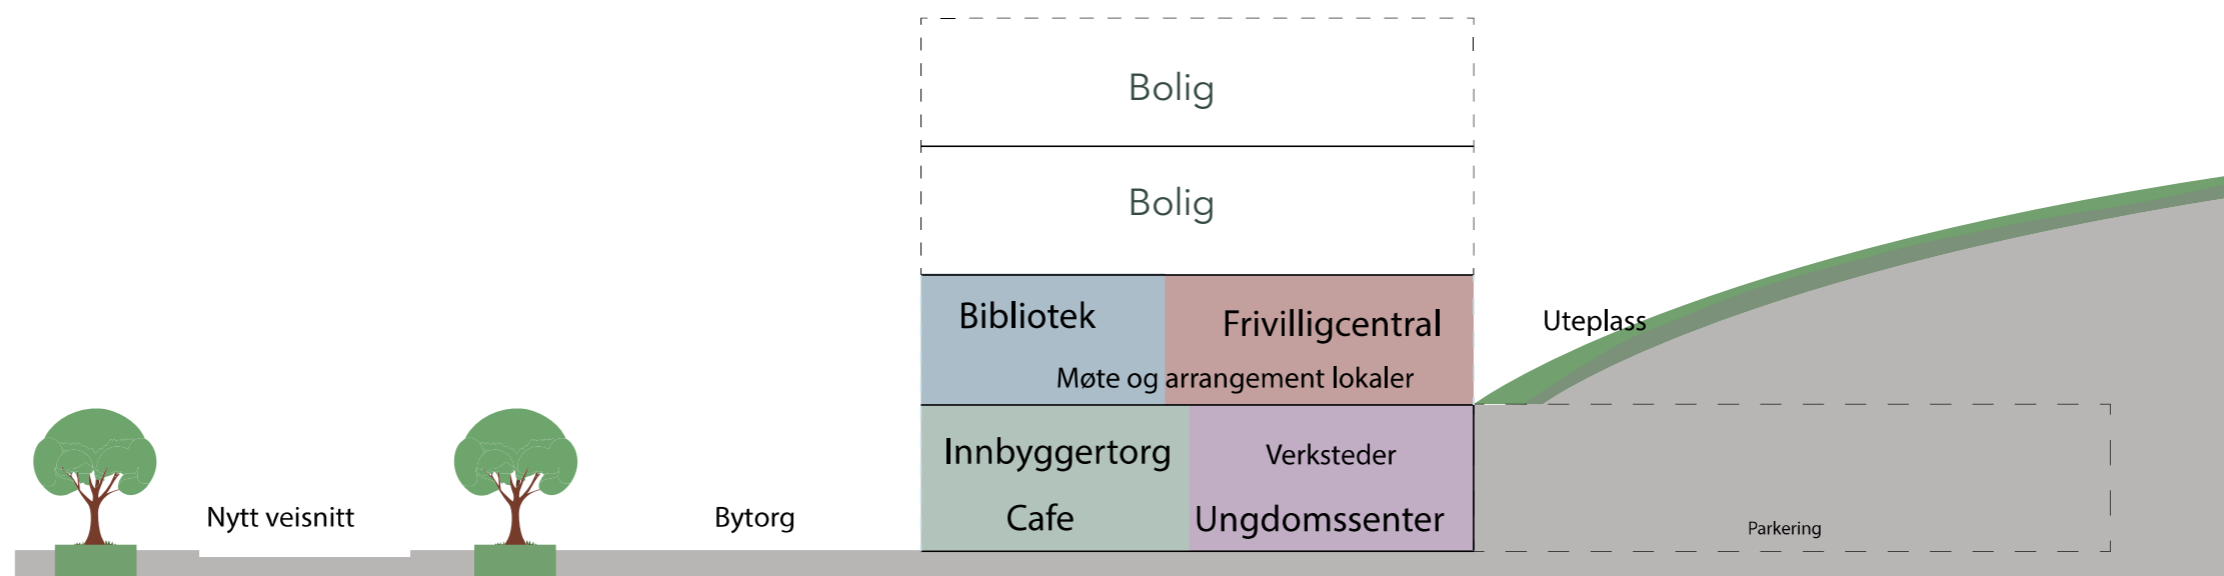 Bolig
Bolig
Bibliotek
Frivilligcentral
Møte og arrangement lokaler
Uteplass
Innbyggertorg
Verksteder
Cafe
Ungdomssenter
Nytt veisnitt
Bytorg
Parkering